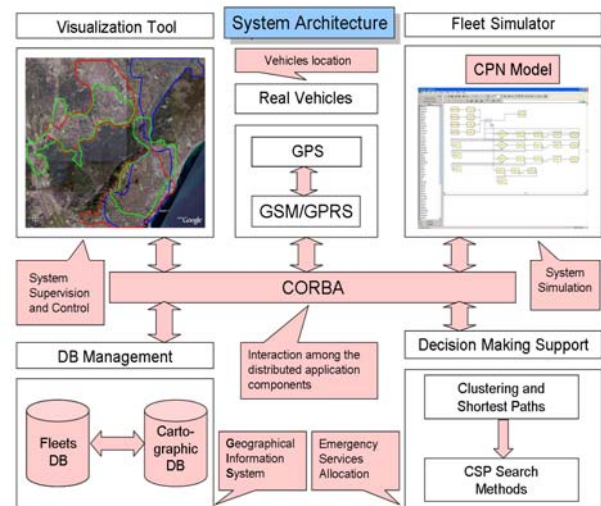 Visualization Tool
System Architecture
Fleet Simulator
Vehicles location
Real Vehicles
CPN Model
GPS
GSM/GPRS
Google
System
Supervision
and Control
CORBA
System
Simulation
DB Management
Interaction among the
distributed application
components
Decision Making Support
Fleets
DB
Carto-
graphic
DB
Geographical
Information
System
Emergency
Services
Allocation
Clustering and
Shortest Paths
CSP Search
Methods